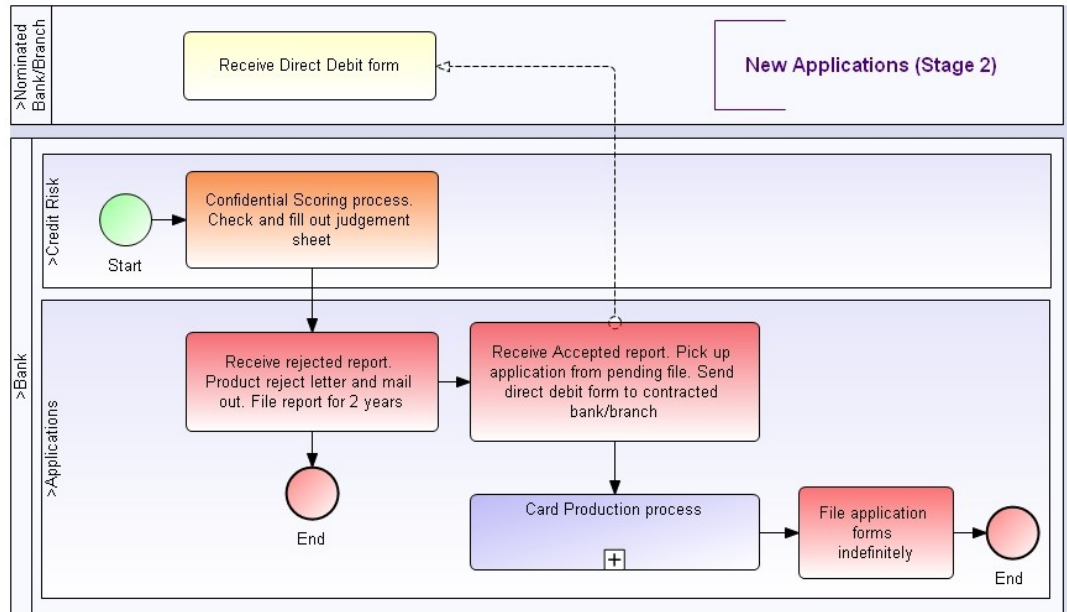 >Nominated
Bank/Branch
Receive Direct Debit form
New Applications (Stage 2)
>Bank
>Credit Risk
Start
Confidential Scoring process.
Check and fill out judgement
sheet
>Applications
Receive rejected report.
Product reject letter and mail
out. File report for 2 years
Receive Accepted report. Pick up
application from pending file. Send
direct debit form to contracted
bank/branch
End
Card Production process
File application
forms
indefinitely
End